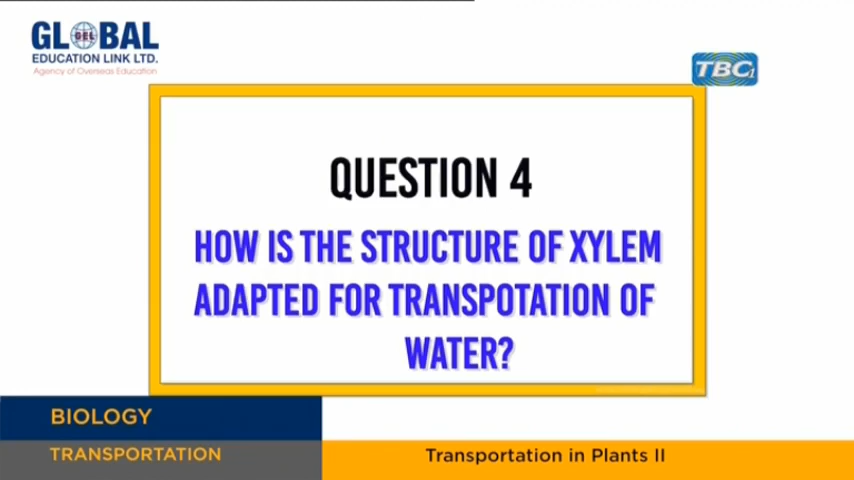 GLOBAL
GEL
EDUCATION LINK LTD.
Agency of Overseas Education
TBC1
QUESTION 4
HOW IS THE STRUCTURE OF XYLEM
ADAPTED FOR TRANSPOTATION OF
WATER?
BIOLOGY
TRANSPORTATION
Transportation in Plants II